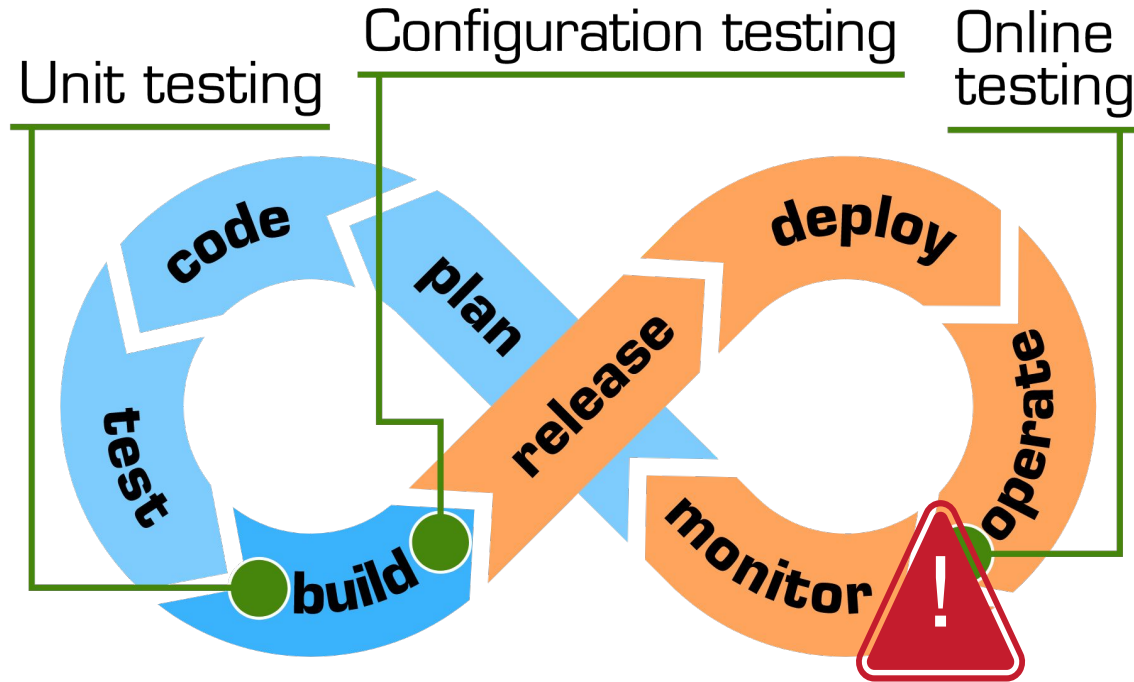 Configuration testing
Online
testing
Unit testing
code
plan
test
build
release
deploy
operate
monitor
!